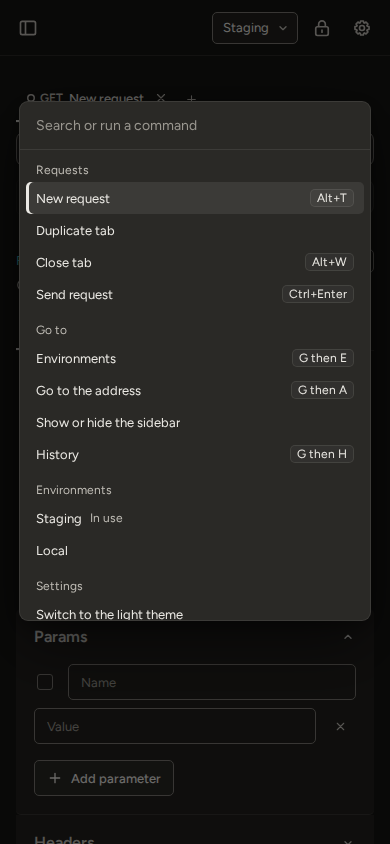 Staging
GET New request
Search or run a command
Requests
New request Alt+T
Duplicate tab
Close tab Alt+W
Send request Ctrl+Enter
Go to
Environments G then E
Go to the address G then A
Show or hide the sidebar
History G then H
Environments
Staging In use
Local
Settings
Switch to the light theme
Params
Name
Value
Add parameter
Headers